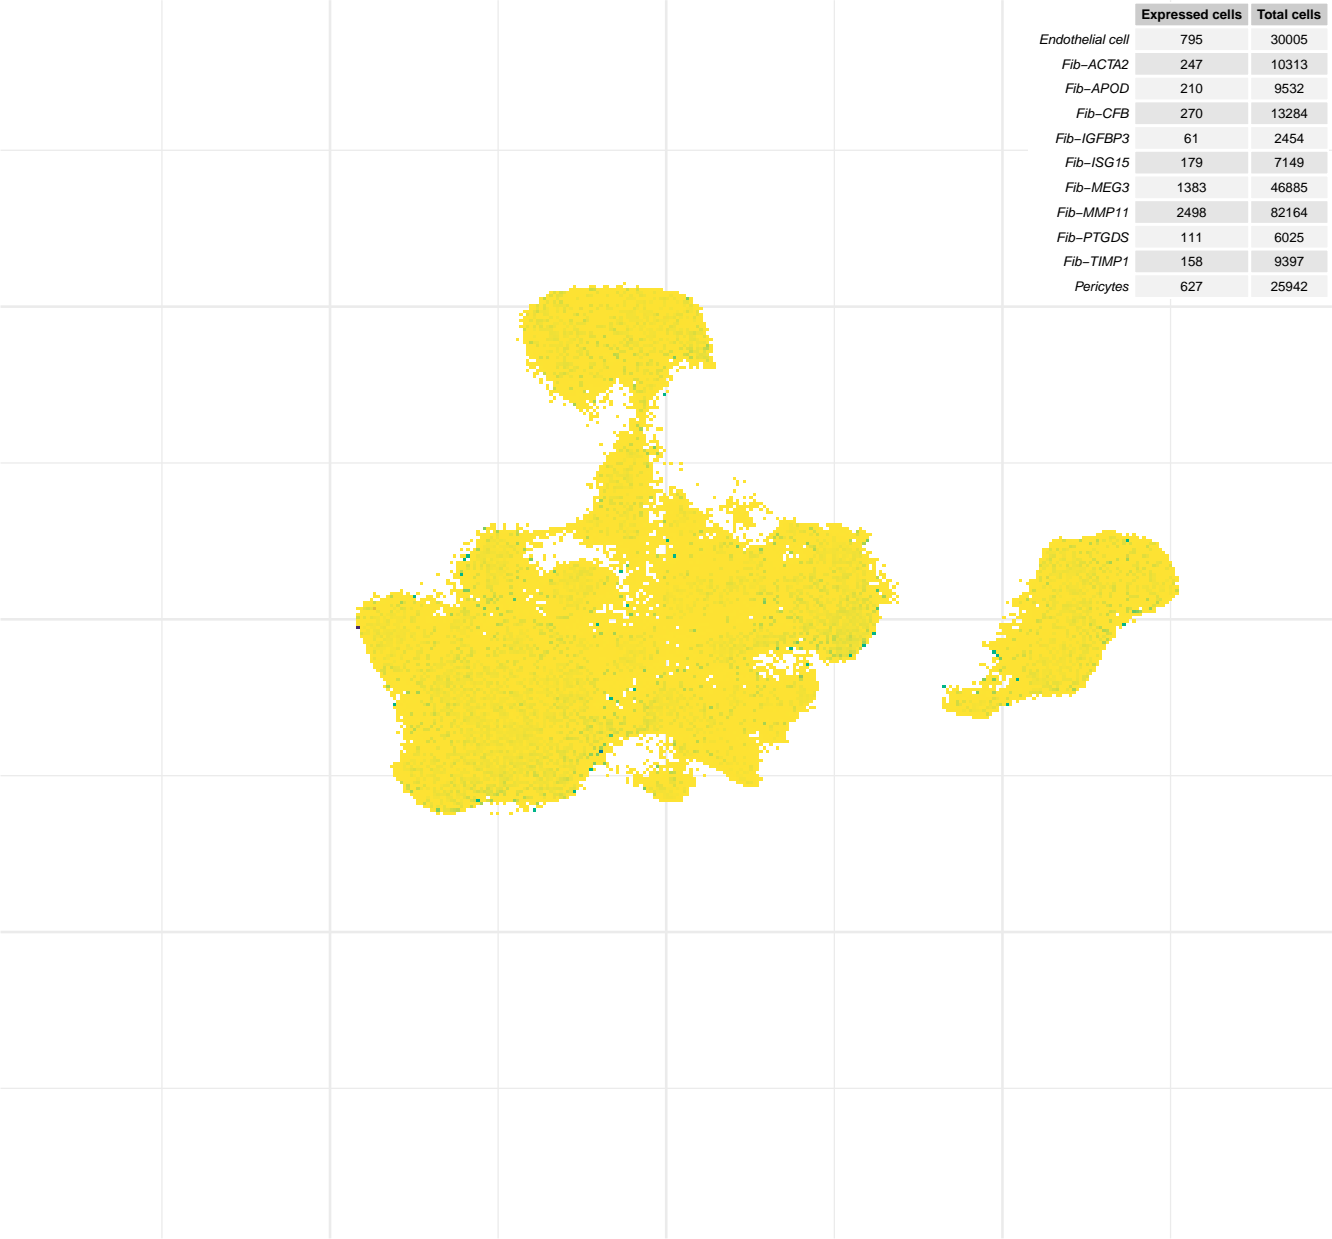 Expressed cells Total cells
Endothelial cell 795 30005
Fib−ACTA2 247 10313
Fib−APOD 210 9532
Fib−CFB 270 13284
Fib−IGFBP3 61 2454
Fib−ISG15 179 7149
Fib−MEG3 1383 46885
Fib−MMP11 2498 82164
Fib−PTGDS 111 6025
Fib−TIMP1 158 9397
Pericytes 627 25942